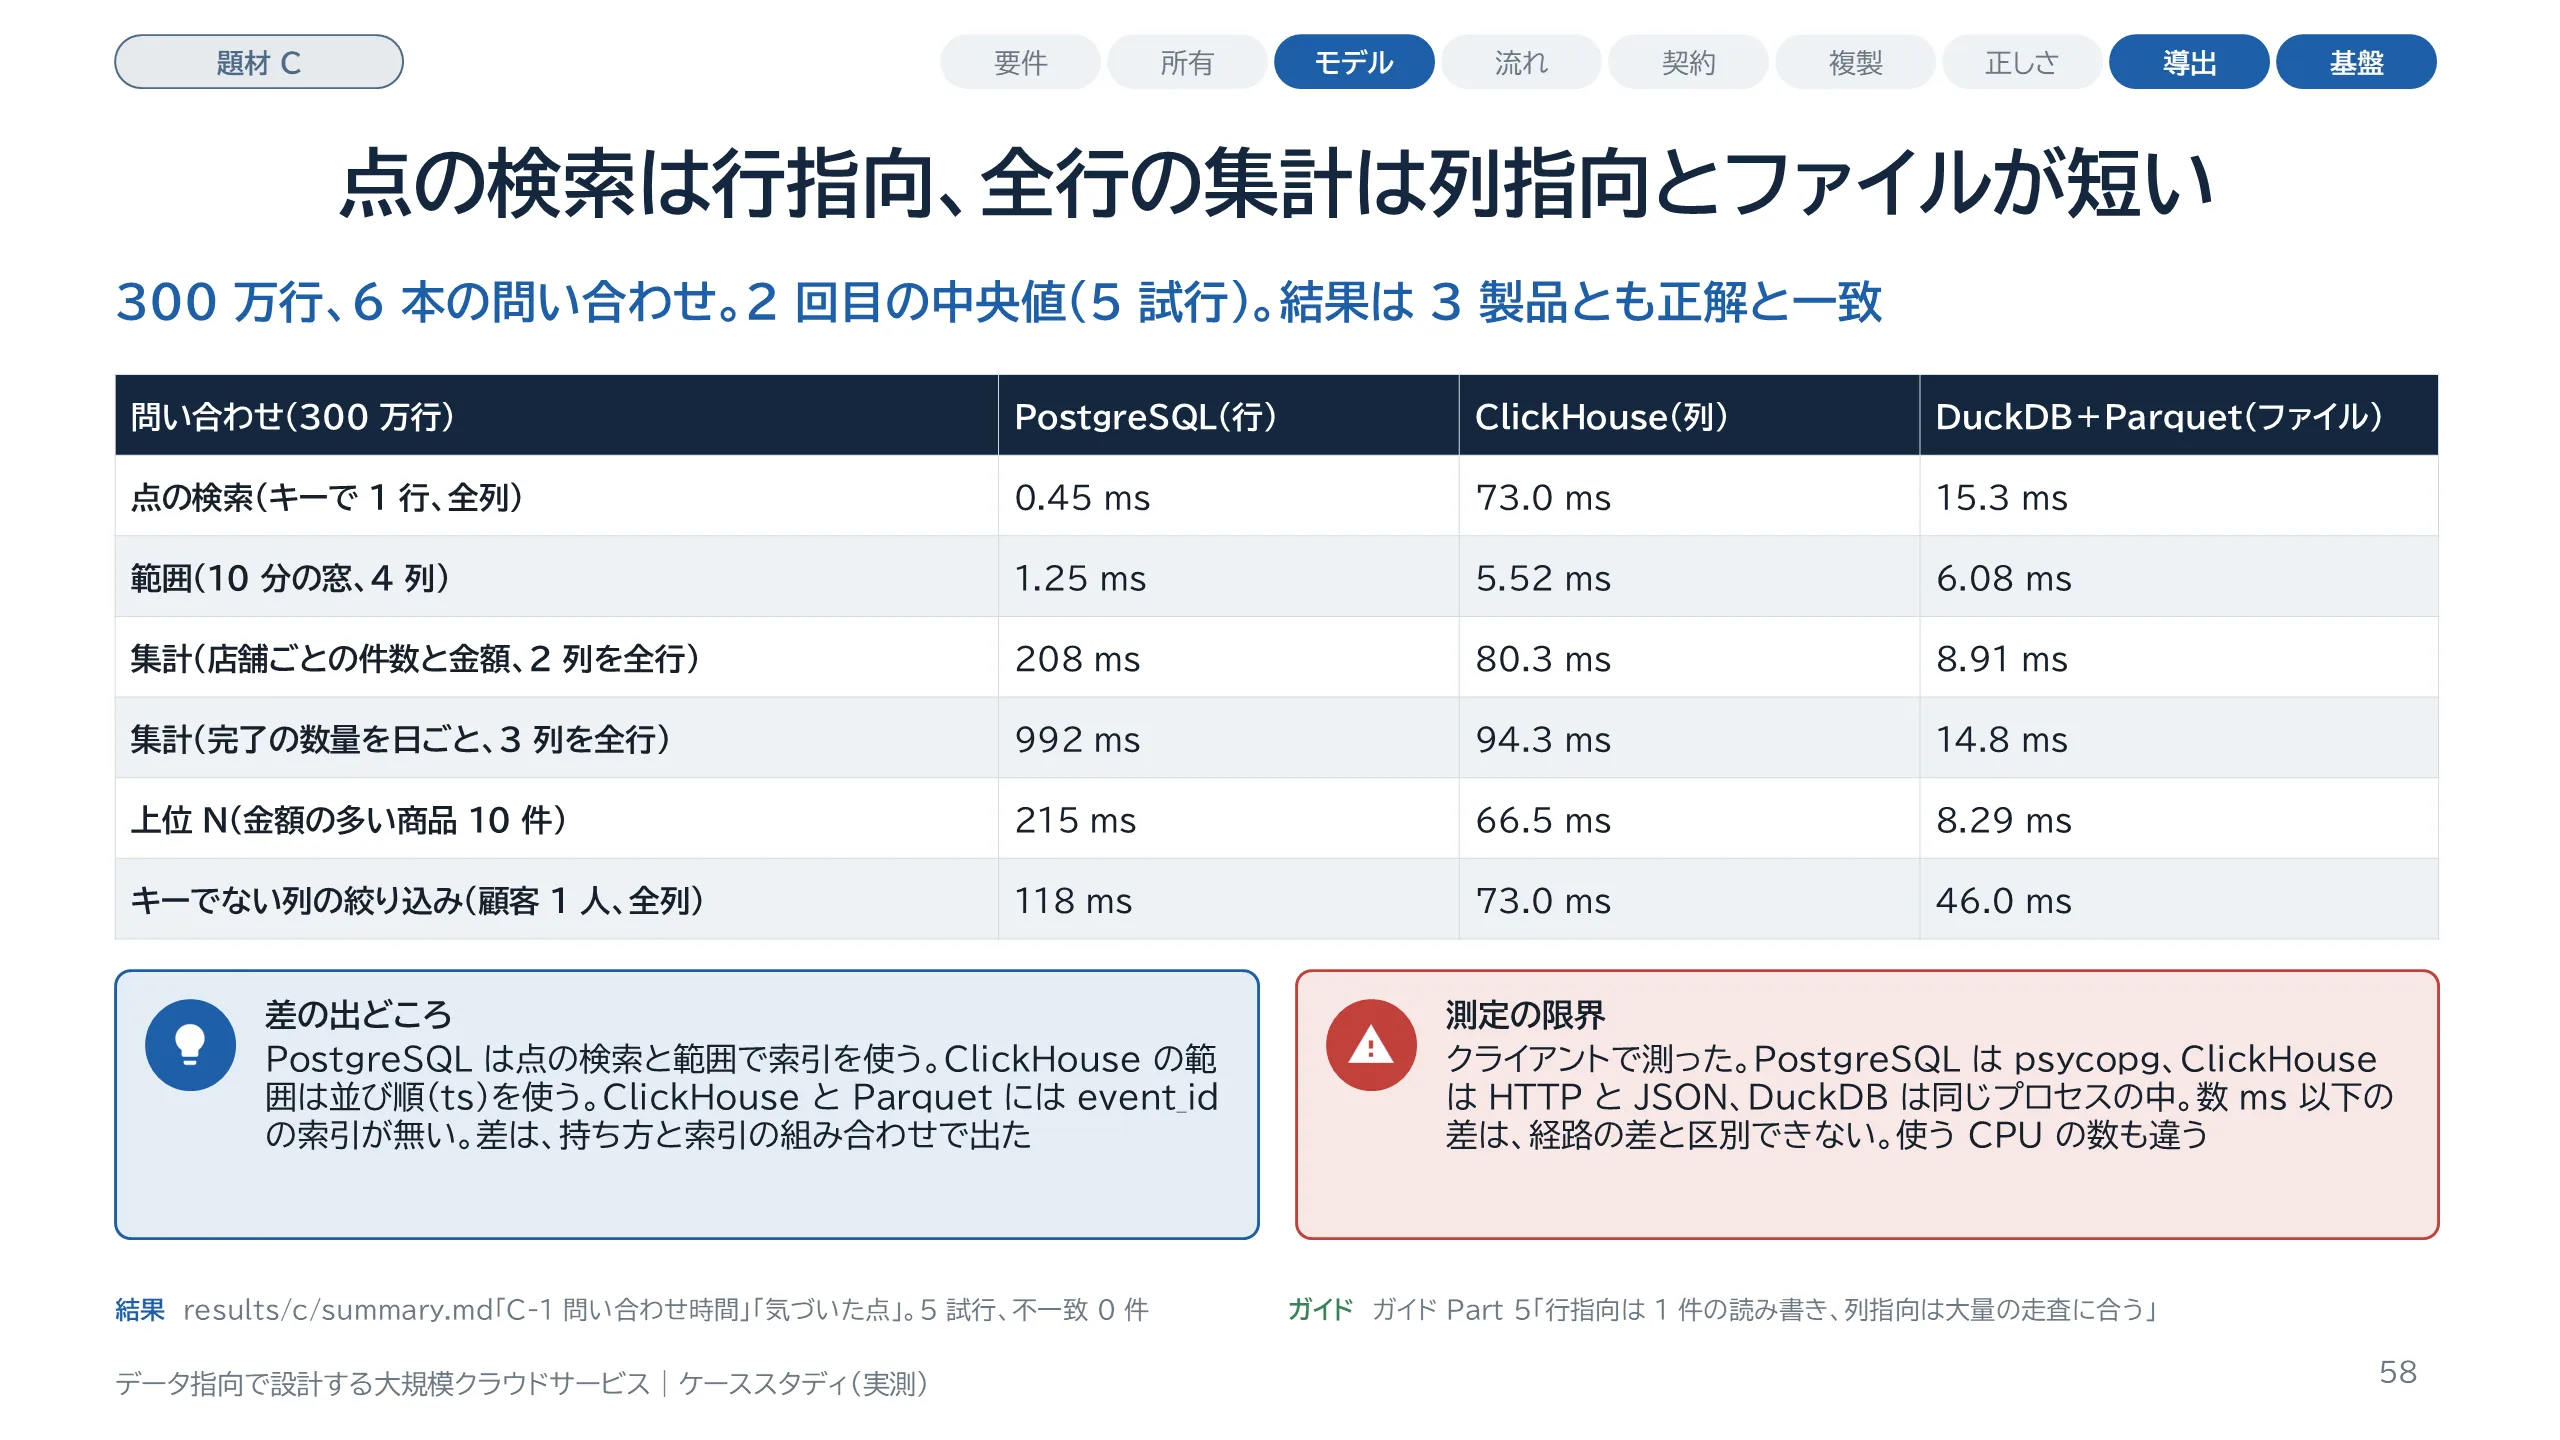 題材 C
要件 所有 モデル 流れ 契約 複製 正しさ 導出 基盤
点の検索は行指向、全行の集計は列指向とファイルが短い
300 万行、6 本の問い合わせ。2 回目の中央値（5 試行）。結果は 3 製品とも正解と一致
問い合わせ（300 万行） PostgreSQL（行） ClickHouse（列） DuckDB＋Parquet（ファイル）
点の検索（キーで 1 行、全列） 0.45 ms 73.0 ms 15.3 ms
範囲（10 分の窓、4 列） 1.25 ms 5.52 ms 6.08 ms
集計（店舗ごとの件数と金額、2 列を全行） 208 ms 80.3 ms 8.91 ms
集計（完了の数量を日ごと、3 列を全行） 992 ms 94.3 ms 14.8 ms
上位 N（金額の多い商品 10 件） 215 ms 66.5 ms 8.29 ms
キーでない列の絞り込み（顧客 1 人、全列） 118 ms 73.0 ms 46.0 ms
差の出どころ
PostgreSQL は点の検索と範囲で索引を使う。ClickHouse の範
囲は並び順（ts）を使う。ClickHouse と Parquet には event_id
の索引が無い。差は、持ち方と索引の組み合わせで出た
測定の限界
クライアントで測った。PostgreSQL は psycopg、ClickHouse
は HTTP と JSON、DuckDB は同じプロセスの中。数 ms 以下の
差は、経路の差と区別できない。使う CPU の数も違う
結果 results/c/summary.md「C-1 問い合わせ時間」「気づいた点」。5 試行、不一致 0 件
ガイド ガイド Part 5「行指向は 1 件の読み書き、列指向は大量の走査に合う」
データ指向で設計する大規模クラウドサービス｜ケーススタディ（実測）
58